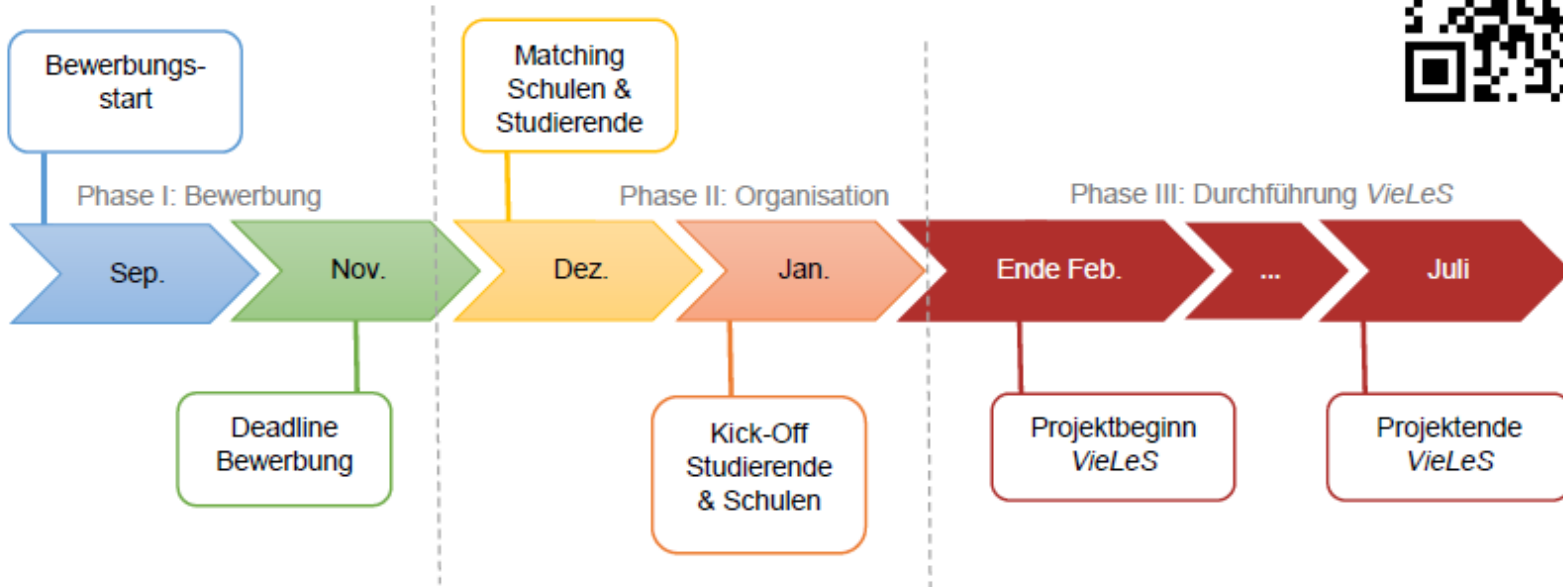 Bewerbungs-
start
Matching
Schulen &
Studierende
Phase I: Bewerbung
Phase II: Organisation
Phase III: Durchführung VieLeS
Sep.
Nov.
Dez.
Jan.
Ende Feb.
...
Juli
Deadline
Bewerbung
Kick-Off
Studierende
& Schulen
Projektbeginn
VieLeS
Projektende
VieLeS